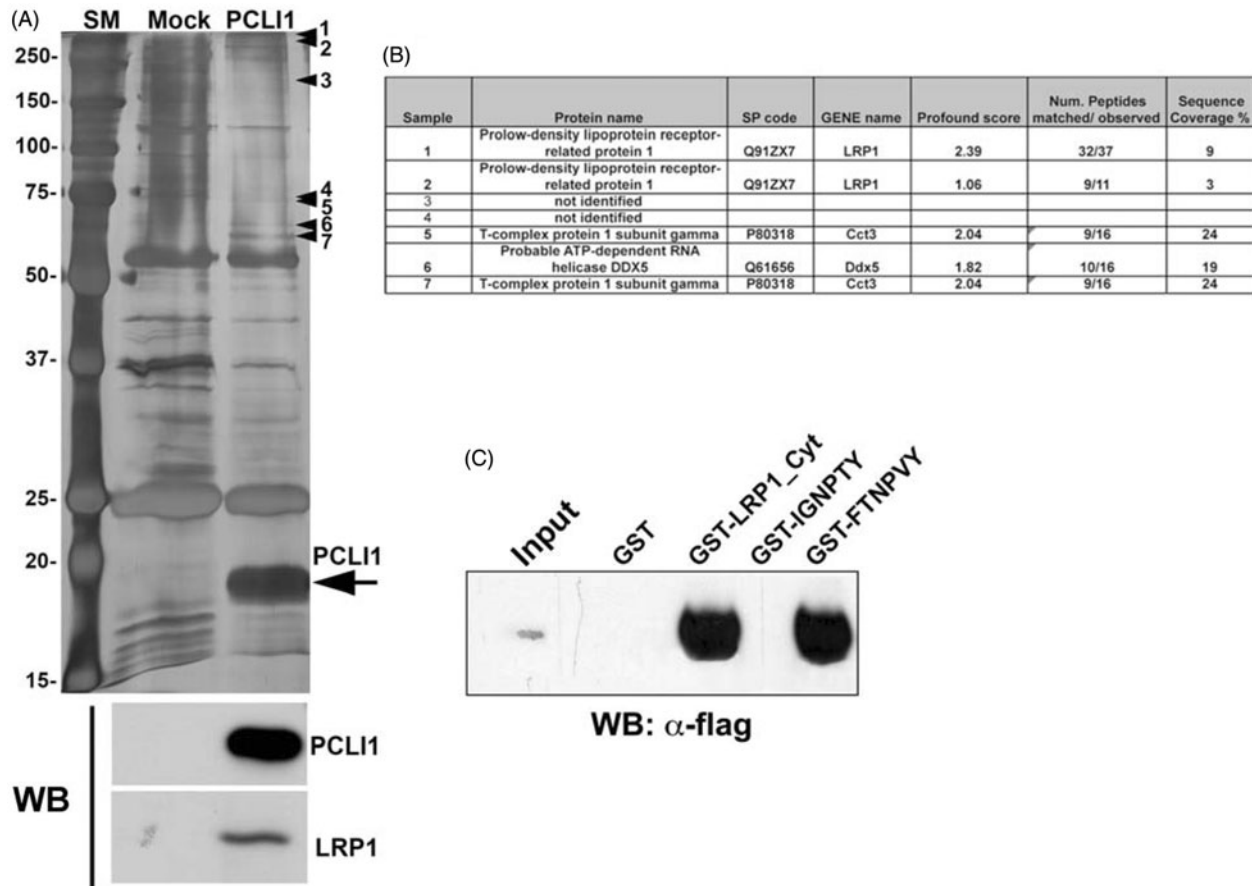 (A)
SM Mock PCLI1
1
2
3
4
5
6
7
250-
150-
100-
75-
50-
37-
25-
20-
15-
PCLI1
WB
PCLI1
LRP1
(B)
Sample Protein name SP code GENE name Profound score Num. Peptides matched/ observed Sequence Coverage %
1 Prolow-density lipoprotein receptor-related protein 1 Q91ZX7 LRP1 2.39 32/37 9
2 Prolow-density lipoprotein receptor-related protein 1 Q91ZX7 LRP1 1.06 9/11 3
3 not identified
4 not identified
5 T-complex protein 1 subunit gamma P80318 Cct3 2.04 9/16 24
6 Probable ATP-dependent RNA helicase DDX5 Q61656 Ddx5 1.82 10/16 19
7 T-complex protein 1 subunit gamma P80318 Cct3 2.04 9/16 24
(C)
Input
GST
GST-LRP1_Cyt
GST-IGNPTY
GST-FTNPVY
WB: α-flag